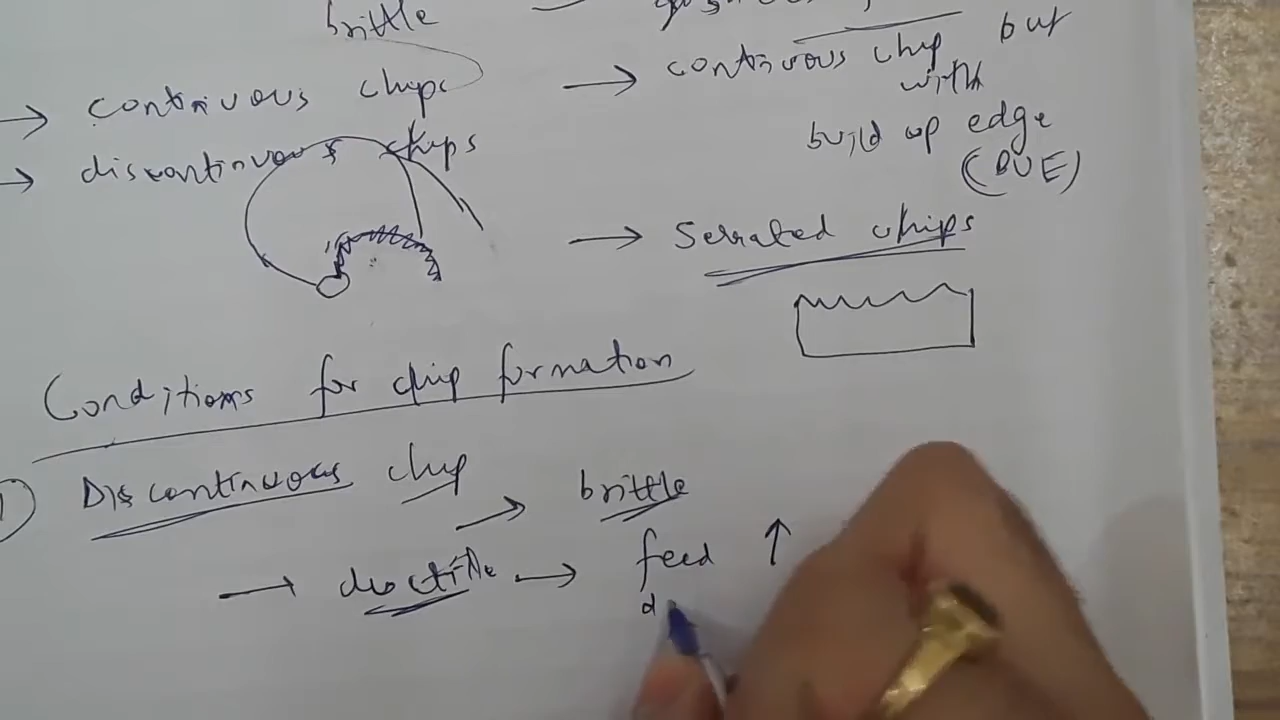 brittle
→ continuous chips → continuous chip but
with
→ discontinuous chips build up edge
(BUE)
→ Serrated chips
Conditions for chip formation
1) Discontinuous chip
→ brittle
→ ductile → feed ↑
d